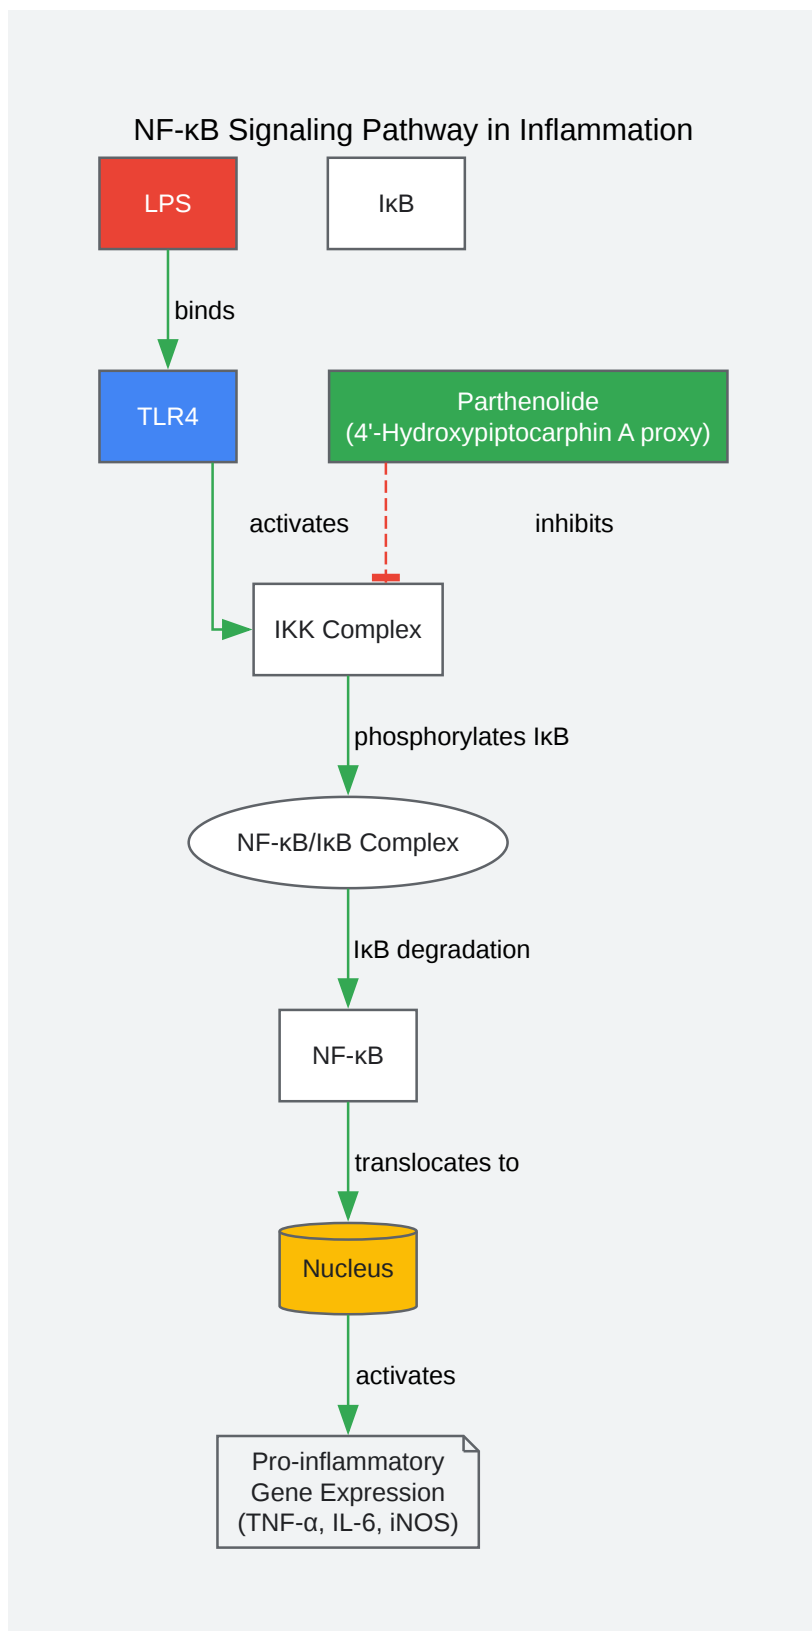 NF-κB Signaling Pathway in Inflammation
LPS
IκB
binds
TLR4
Parthenolide
(4'-Hydroxypiptocarphin A proxy)
activates
inhibits
IKK Complex
phosphorylates IκB
NF-κB/IκB Complex
IκB degradation
NF-κB
translocates to
Nucleus
activates
Pro-inflammatory
Gene Expression
(TNF-α, IL-6, iNOS)